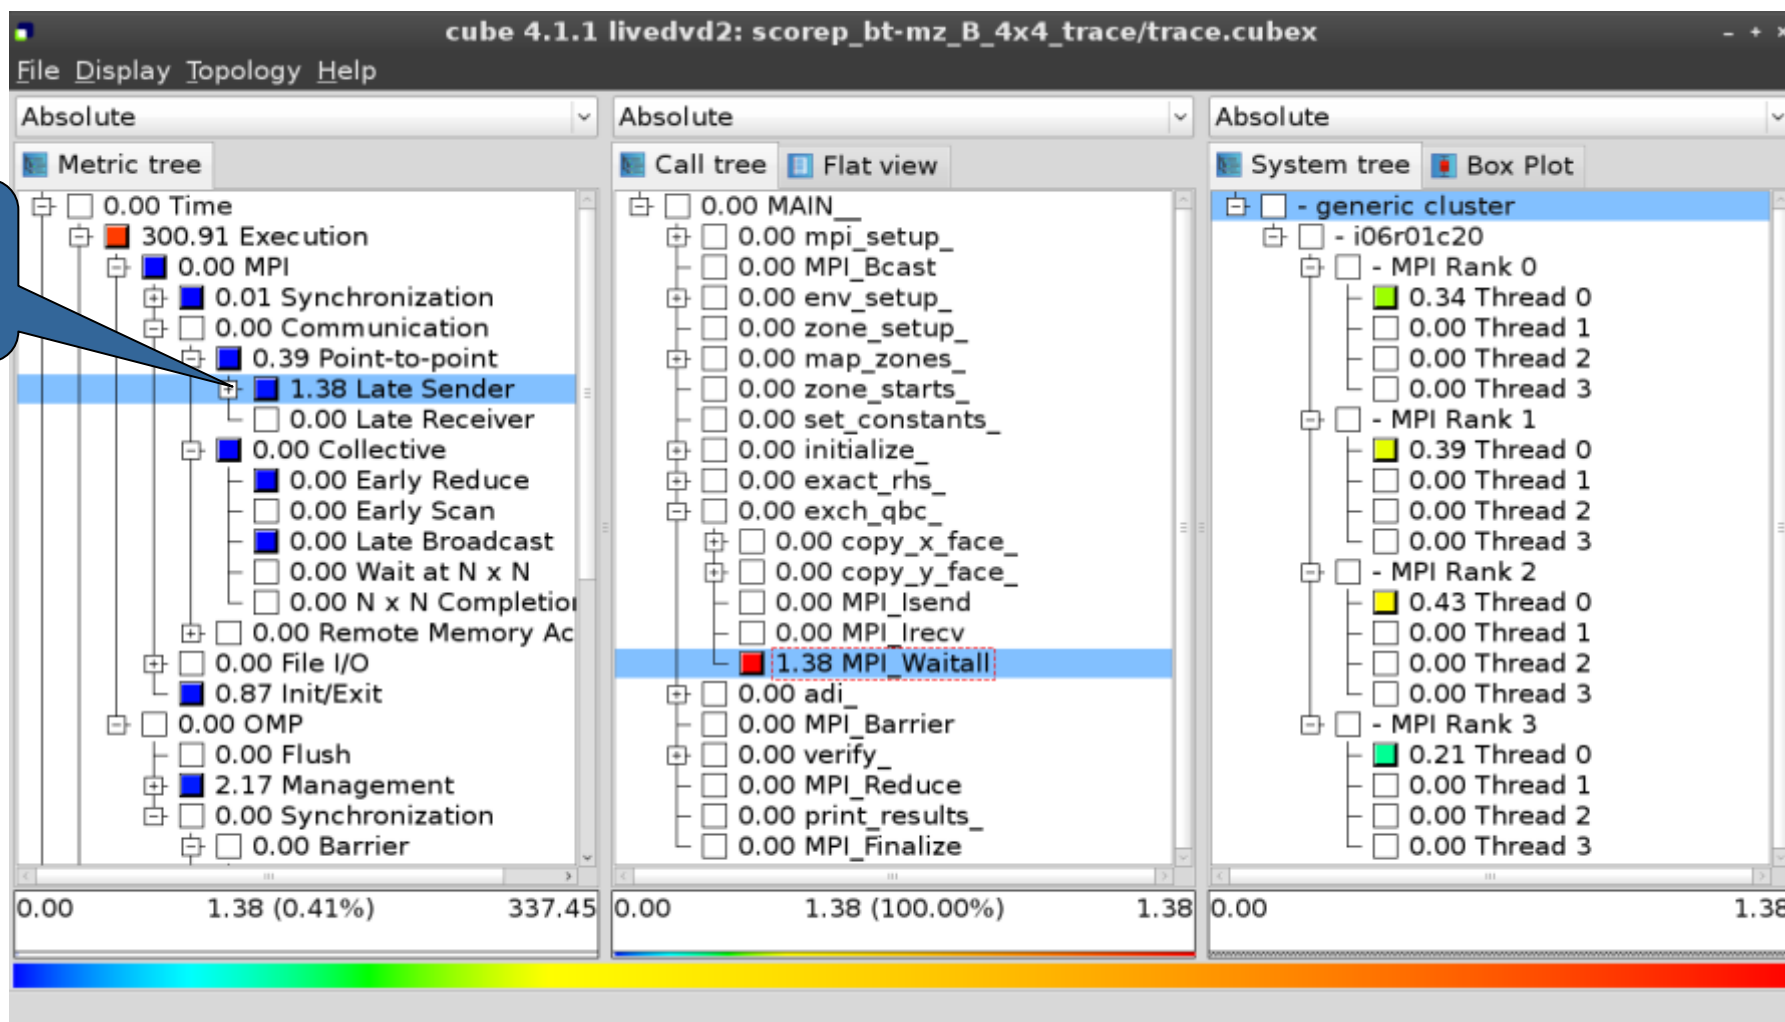 cube 4.1.1 livedvd2: scorep_bt-mz_B_4x4_trace/trace.cubex
File Display Topology Help
Absolute
Metric tree
0.00 Time
300.91 Execution
0.00 MPI
0.01 Synchronization
0.00 Communication
0.39 Point-to-point
1.38 Late Sender
0.00 Late Receiver
0.00 Collective
0.00 Early Reduce
0.00 Early Scan
0.00 Late Broadcast
0.00 Wait at N x N
0.00 N x N Completion
0.00 Remote Memory Ac
0.00 File I/O
0.87 Init/Exit
0.00 OMP
0.00 Flush
2.17 Management
0.00 Synchronization
0.00 Barrier
0.00 1.38 (0.41%) 337.45
Absolute
Call tree Flat view
0.00 MAIN__
0.00 mpi_setup_
0.00 MPI_Bcast
0.00 env_setup_
0.00 zone_setup_
0.00 map_zones_
0.00 zone_starts_
0.00 set_constants_
0.00 initialize_
0.00 exact_rhs_
0.00 exch_qbc_
0.00 copy_x_face_
0.00 copy_y_face_
0.00 MPI_Isend
0.00 MPI_Irecv
1.38 MPI_Waitall
0.00 adi_
0.00 MPI_Barrier
0.00 verify_
0.00 MPI_Reduce
0.00 print_results_
0.00 MPI_Finalize
0.00 1.38 (100.00%) 1.38
Absolute
System tree Box Plot
- generic cluster
- i06r01c20
- MPI Rank 0
0.34 Thread 0
0.00 Thread 1
0.00 Thread 2
0.00 Thread 3
- MPI Rank 1
0.39 Thread 0
0.00 Thread 1
0.00 Thread 2
0.00 Thread 3
- MPI Rank 2
0.43 Thread 0
0.00 Thread 1
0.00 Thread 2
0.00 Thread 3
- MPI Rank 3
0.21 Thread 0
0.00 Thread 1
0.00 Thread 2
0.00 Thread 3
0.00 1.38